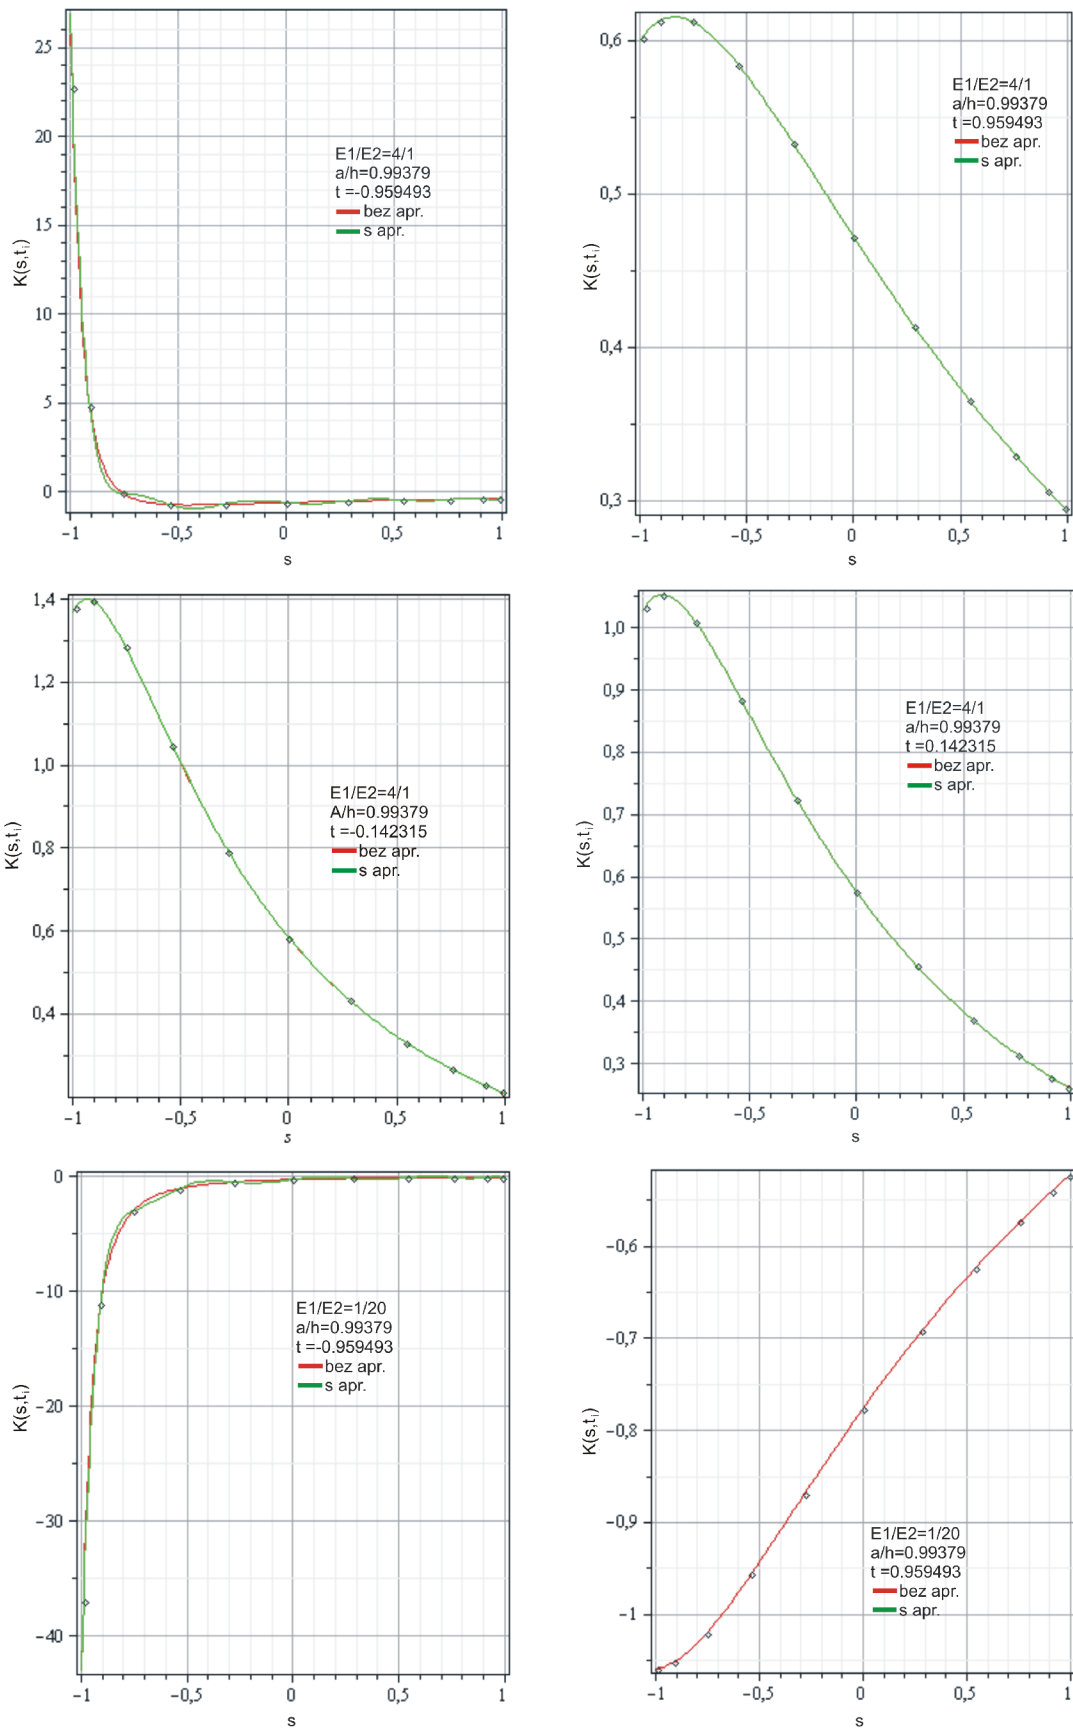 25
20
15
10
5
0
K(s,ti)
E1/E2=4/1
a/h=0.99379
t =-0.959493
bez apr.
s apr.
-1
-0,5
0
0,5
1
s
0,6
0,5
0,4
0,3
K(s,ti)
E1/E2=4/1
a/h=0.99379
t =0.959493
bez apr.
s apr.
-1
-0,5
0
0,5
1
s
1,4
1,2
1,0
0,8
0,6
0,4
K(s,ti)
E1/E2=4/1
A/h=0.99379
t =-0.142315
bez apr.
s apr.
-1
-0,5
0
0,5
1
s
1,0
0,9
0,8
0,7
0,6
0,5
0,4
0,3
K(s,ti)
E1/E2=4/1
a/h=0.99379
t =0.142315
bez apr.
s apr.
-1
-0,5
0
0,5
1
s
0
-10
-20
-30
-40
K(s,ti)
E1/E2=1/20
a/h=0.99379
t =-0.959493
bez apr.
s apr.
-1
-0,5
0
0,5
1
s
-0,6
-0,7
-0,8
-0,9
-1
K(s,ti)
E1/E2=1/20
a/h=0.99379
t =0.959493
bez apr.
s apr.
-1
-0,5
0
0,5
1
s